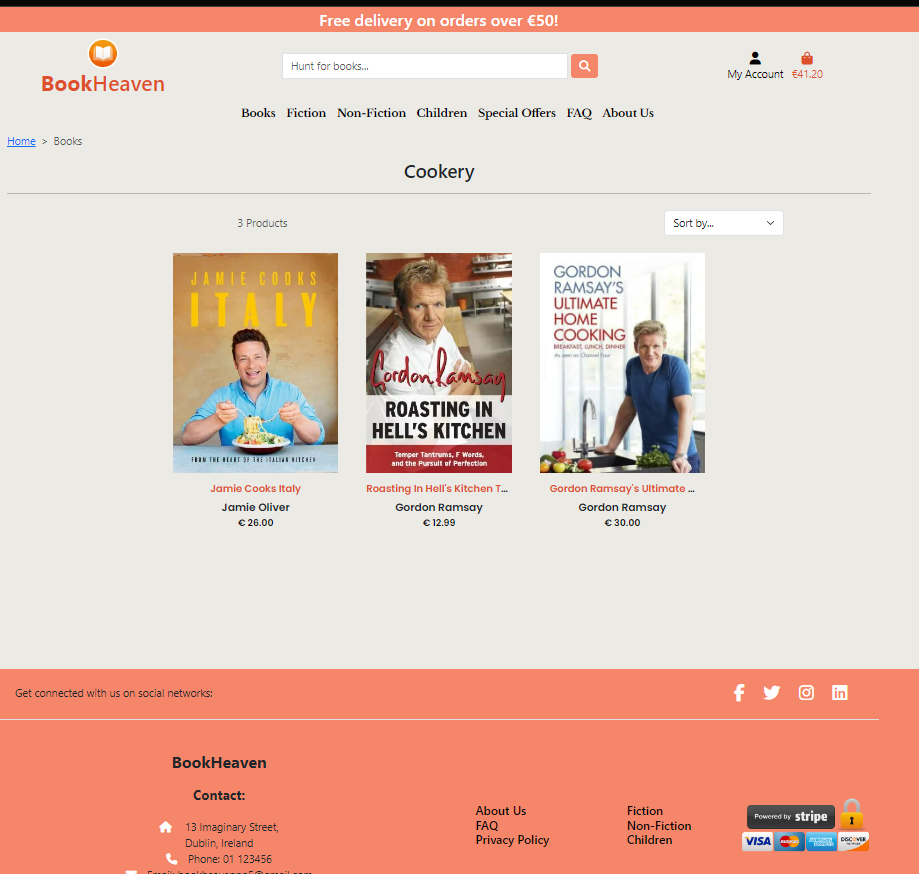 Free delivery on orders over €50!
BookHeaven
Hunt for books...
My Account
€41.20
Books Fiction Non-Fiction Children Special Offers FAQ About Us
Home > Books
Cookery
3 Products
Sort by...
JAMIE COOKS
ITALY
FROM THE HEART OF THE ITALIAN KITCHEN
Gordon Ramsay
ROASTING IN
HELL'S KITCHEN
Temper Tantrums, F Words,
and the Pursuit of Perfection
GORDON
RAMSAY'S
ULTIMATE
HOME
COOKING
BREAKFAST, LUNCH, DINNER
As seen on Channel Four
Jamie Cooks Italy
Jamie Oliver
€ 26.00
Roasting In Hell's Kitchen T...
Gordon Ramsay
€ 12.99
Gordon Ramsay's Ultimate ...
Gordon Ramsay
€ 30.00
Get connected with us on social networks:
BookHeaven
Contact:
13 Imaginary Street,
Dublin, Ireland
Phone: 01 123456
About Us
FAQ
Privacy Policy
Fiction
Non-Fiction
Children
Powered by stripe
VISA
MasterCard
AMERICAN EXPRESS
DISCOVER